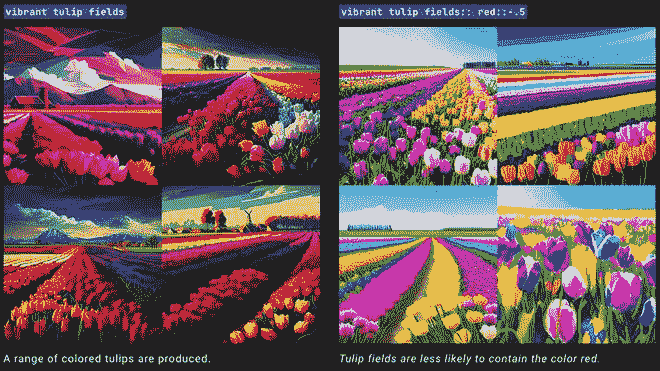 vibrant tulip fields
vibrant tulip fields:: red::-.5
A range of colored tulips are produced.
Tulip fields are less likely to contain the color red.